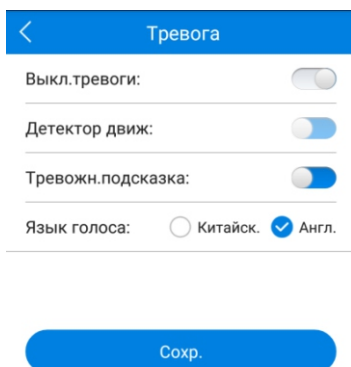 Тревога
Выкл.тревоги:
Детектор движ:
Тревожн.подсказка:
Язык голоса: Китайск. Англ.
Сохр.